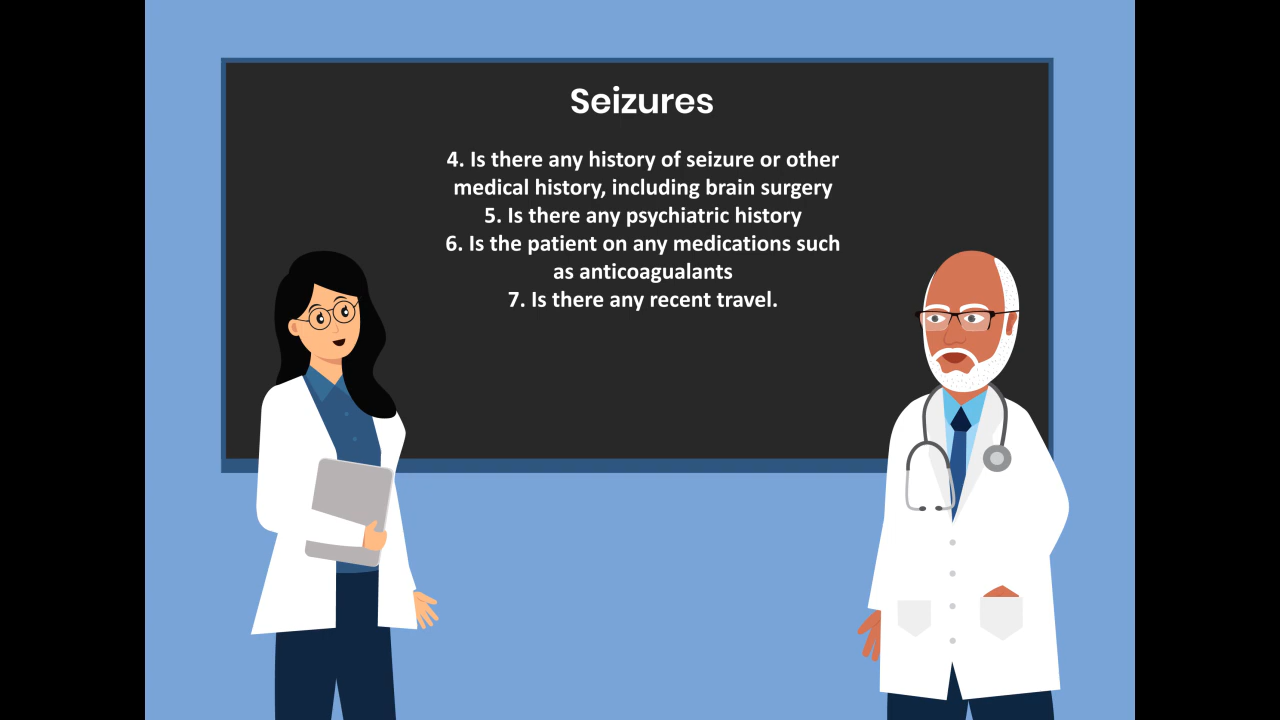 Seizures
4. Is there any history of seizure or other
medical history, including brain surgery
5. Is there any psychiatric history
6. Is the patient on any medications such
as anticoagualants
7. Is there any recent travel.